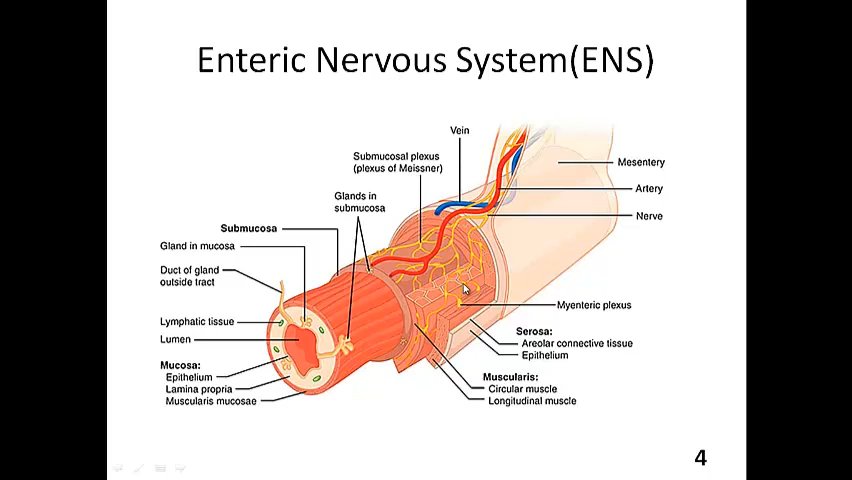 Enteric Nervous System(ENS)
Vein
Submucosal plexus
(plexus of Meissner)
Mesentery
Artery
Glands in
submucosa
Nerve
Submucosa
Gland in mucosa
Duct of gland
outside tract
Myenteric plexus
Lymphatic tissue
Serosa:
Areolar connective tissue
Epithelium
Lumen
Mucosa:
Epithelium
Lamina propria
Muscularis mucosae
Muscularis:
Circular muscle
Longitudinal muscle
4